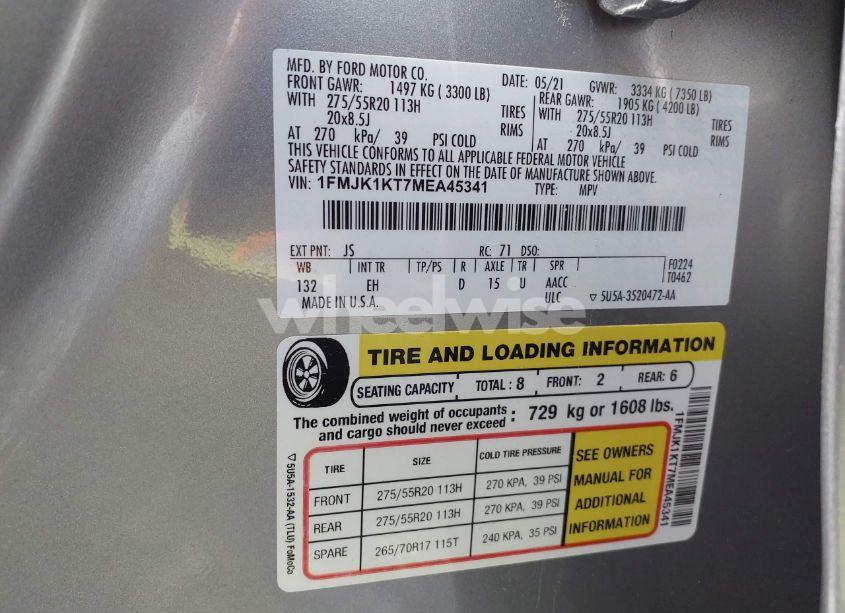 MFD. BY FORD MOTOR CO.
DATE: 05/21 GVWR: 3334 KG ( 7350 LB)
FRONT GAWR: 1497 KG ( 3300 LB)
REAR GAWR: 1905 KG ( 4200 LB)
WITH 275/55R20 113H TIRES
WITH 275/55R20 113H TIRES
20x8.5J RIMS
20x8.5J RIMS
AT 270 kPa/ 39 PSI COLD
AT 270 kPa/ 39 PSI COLD
THIS VEHICLE CONFORMS TO ALL APPLICABLE FEDERAL MOTOR VEHICLE
SAFETY STANDARDS IN EFFECT ON THE DATE OF MANUFACTURE SHOWN ABOVE.
VIN: 1FMJK1KT7MEA45341 TYPE: MPV
EXT PNT: JS RC: 71 DSO:
WB INT TR TP/PS R AXLE TR SPR F0224
132 EH D 15 U AACC T0462
MADE IN U.S.A. ULC ▽ 5U5A-3520472-AA
wheelwise
TIRE AND LOADING INFORMATION
SEATING CAPACITY TOTAL : 8 FRONT: 2 REAR: 6
The combined weight of occupants
and cargo should never exceed : 729 kg or 1608 lbs.
TIRE SIZE COLD TIRE PRESSURE
FRONT 275/55R20 113H 270 KPA, 39 PSI
REAR 275/55R20 113H 270 KPA, 39 PSI
SPARE 265/70R17 115T 240 KPA, 35 PSI
SEE OWNERS
MANUAL FOR
ADDITIONAL
INFORMATION
▽ 5U5A-1532-AA (TLU) FoMoCo
1FMJK1KT7MEA45341